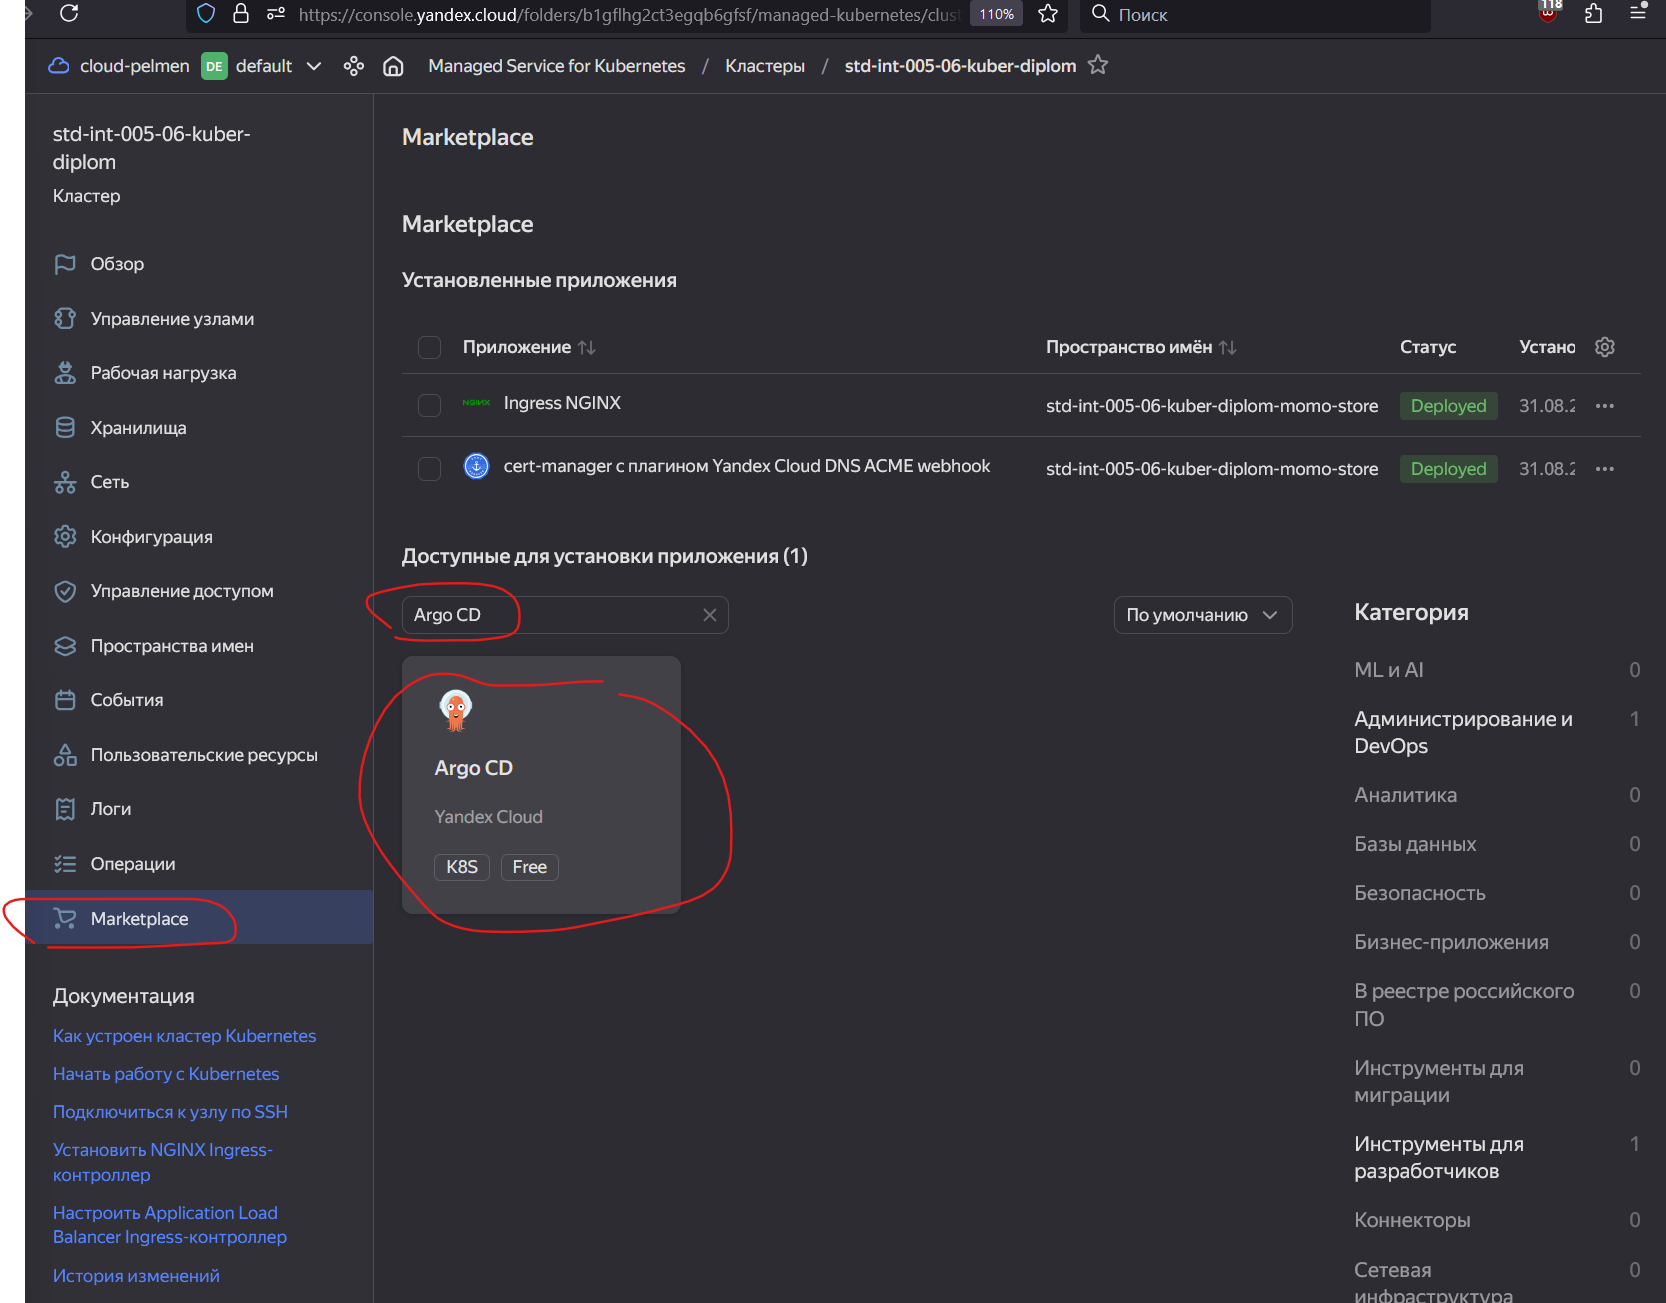 https://console.yandex.cloud/folders/b1gflhg2ct3egqb6gfsf/managed-kubernetes/clus
110%
Поиск
118
cloud-pelmen
DE
default
Managed Service for Kubernetes / Кластеры / std-int-005-06-kuber-diplom
std-int-005-06-kuber-
diplom
Кластер
Обзор
Управление узлами
Рабочая нагрузка
Хранилища
Сеть
Конфигурация
Управление доступом
Пространства имен
События
Пользовательские ресурсы
Логи
Операции
Marketplace
Документация
Как устроен кластер Kubernetes
Начать работу с Kubernetes
Подключиться к узлу по SSH
Установить NGINX Ingress-
контроллер
Настроить Application Load
Balancer Ingress-контроллер
История изменений
Marketplace
Marketplace
Установленные приложения
Приложение
Пространство имён
Статус
Устано
NGINX
Ingress NGINX
std-int-005-06-kuber-diplom-momo-store
Deployed
31.08.2
cert-manager с плагином Yandex Cloud DNS ACME webhook
std-int-005-06-kuber-diplom-momo-store
Deployed
31.08.2
Доступные для установки приложения (1)
Argo CD
По умолчанию
Argo CD
Yandex Cloud
K8S
Free
Категория
ML и AI 0
Администрирование и 1
DevOps
Аналитика 0
Базы данных 0
Безопасность 0
Бизнес-приложения 0
В реестре российского 0
ПО
Инструменты для 0
миграции
Инструменты для 1
разработчиков
Коннекторы 0
Сетевая 0
инфраструктура